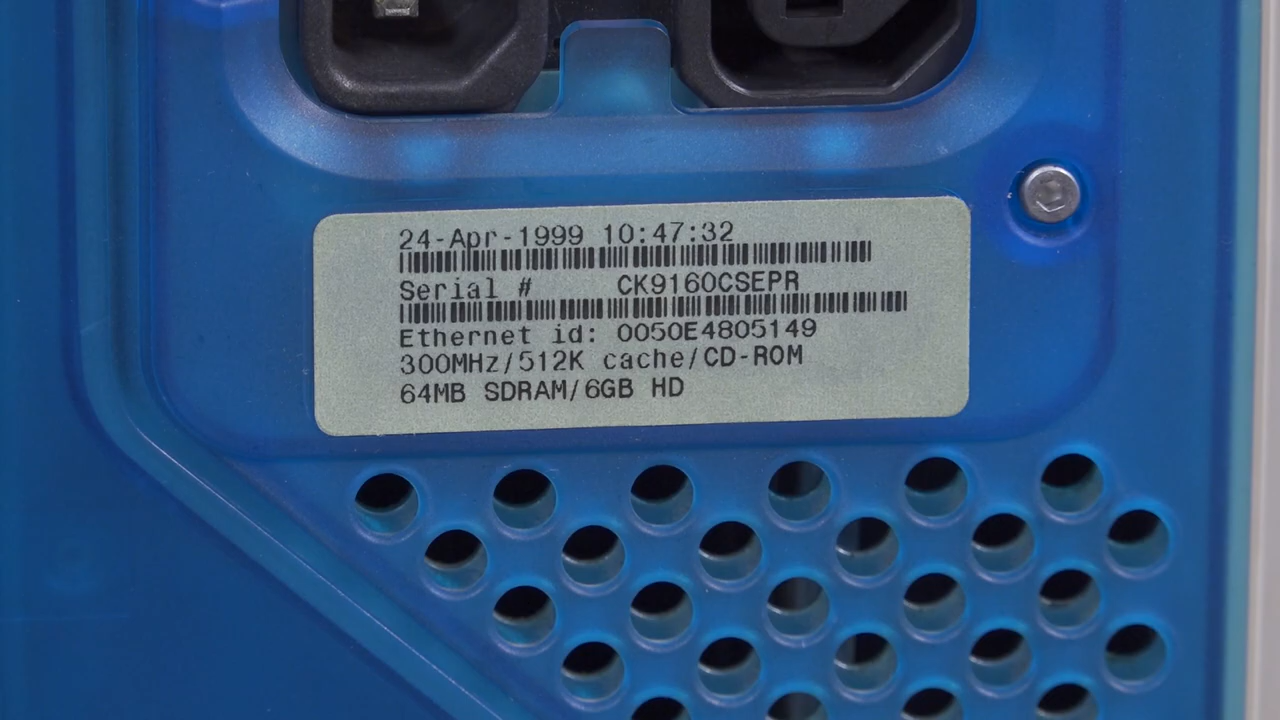 24-Apr-1999 10:47:32
Serial # CK9160CSEPR
Ethernet id: 0050E4805149
300MHz/512K cache/CD-ROM
64MB SDRAM/6GB HD